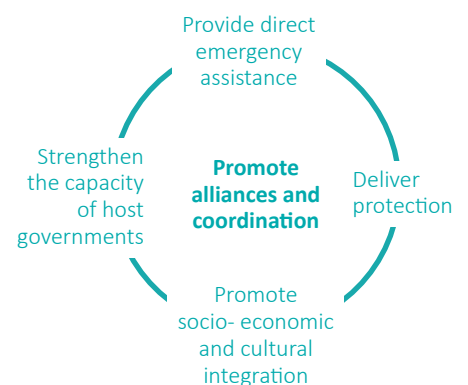 Provide direct
emergency
assistance
Strengthen
the capacity
of host
governments
Promote
alliances and
coordination
Deliver
protection
Promote
socio- economic
and cultural
integration